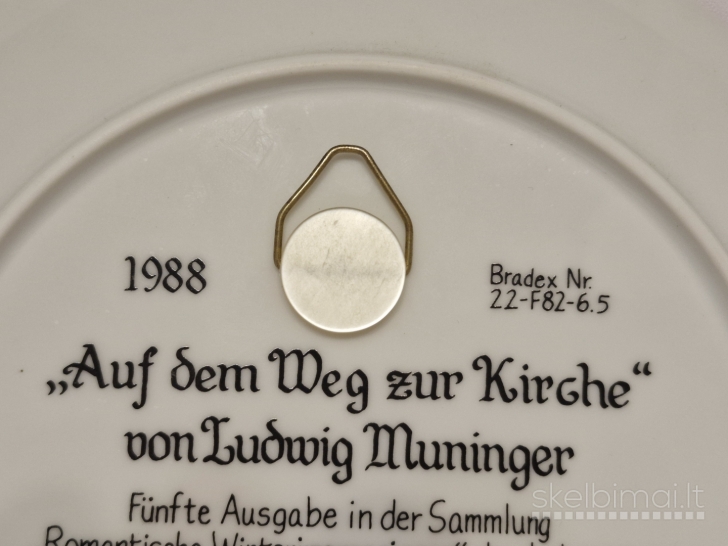 1988
Bradex Nr.
22-F82-6.5
„Auf dem Weg zur Kirche“
von Ludwig Muninger
Fünfte Ausgabe in der Sammlung
Romantische
skelbimai.lt